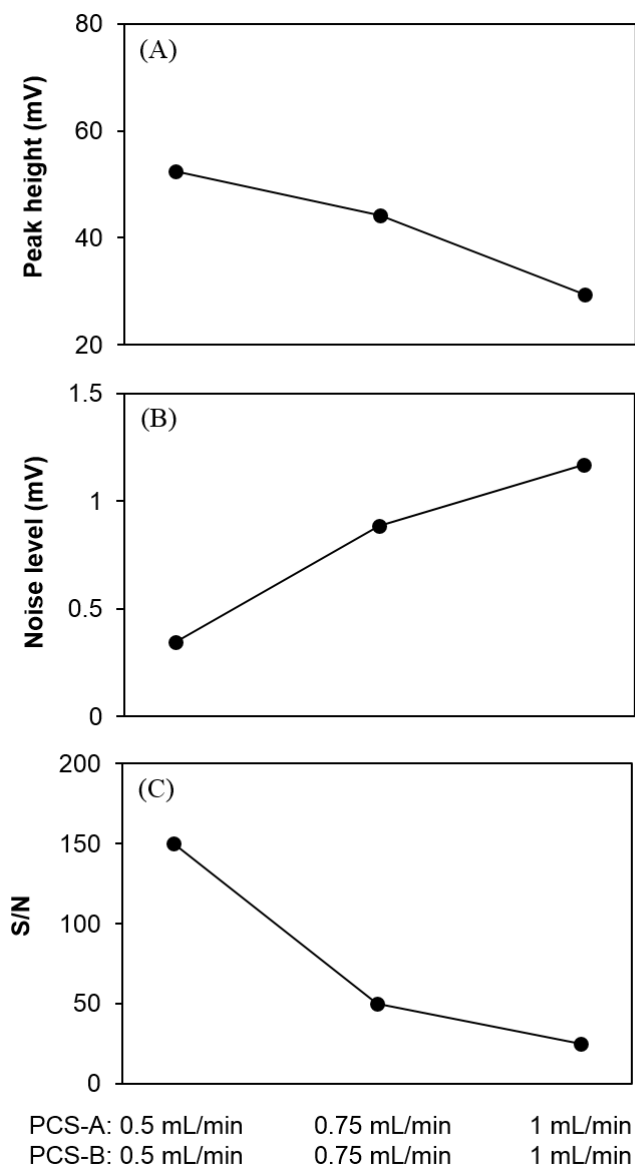 (A)
Peak height (mV)
80
60
40
20
(B)
Noise level (mV)
1.5
1
0.5
0
(C)
S/N
200
150
100
50
0
PCS-A: 0.5 mL/min 0.75 mL/min 1 mL/min
PCS-B: 0.5 mL/min 0.75 mL/min 1 mL/min